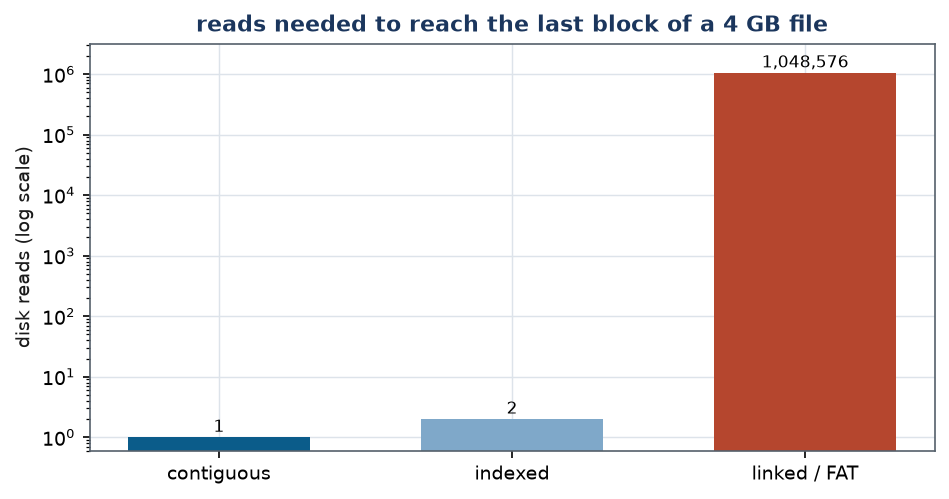 reads needed to reach the last block of a 4 GB file
disk reads (log scale)
10⁶
10⁵
10⁴
10³
10²
10¹
10⁰
1
2
1,048,576
contiguous
indexed
linked / FAT